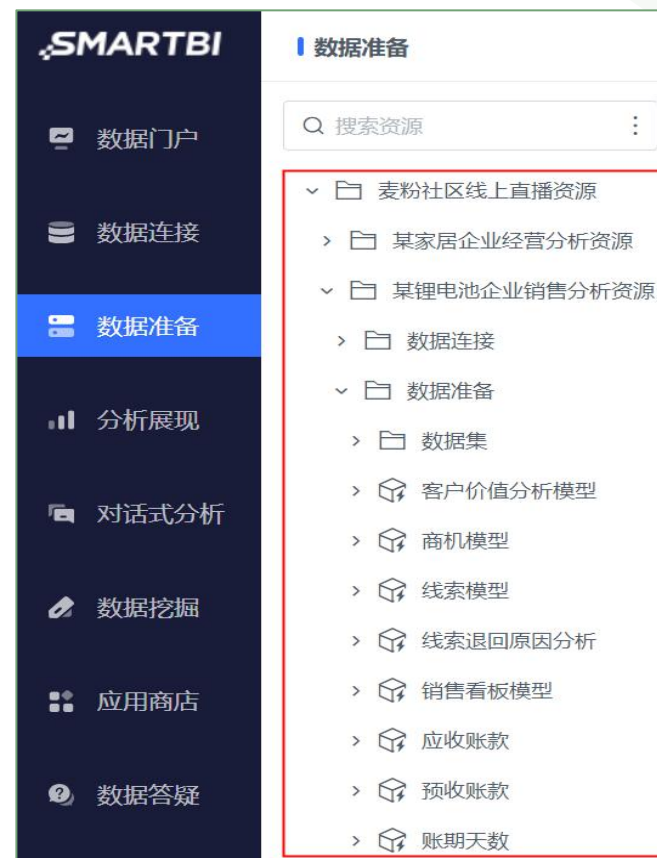 SMARTBI
数据门户
数据连接
数据准备
分析展现
对话式分析
数据挖掘
应用商店
数据答疑
数据准备
搜索资源
麦粉社区线上直播资源
某家居企业经营分析资源
某锂电池企业销售分析资源
数据连接
数据准备
数据集
客户价值分析模型
商机模型
线索模型
线索退回原因分析
销售看板模型
应收账款
预收账款
账期天数